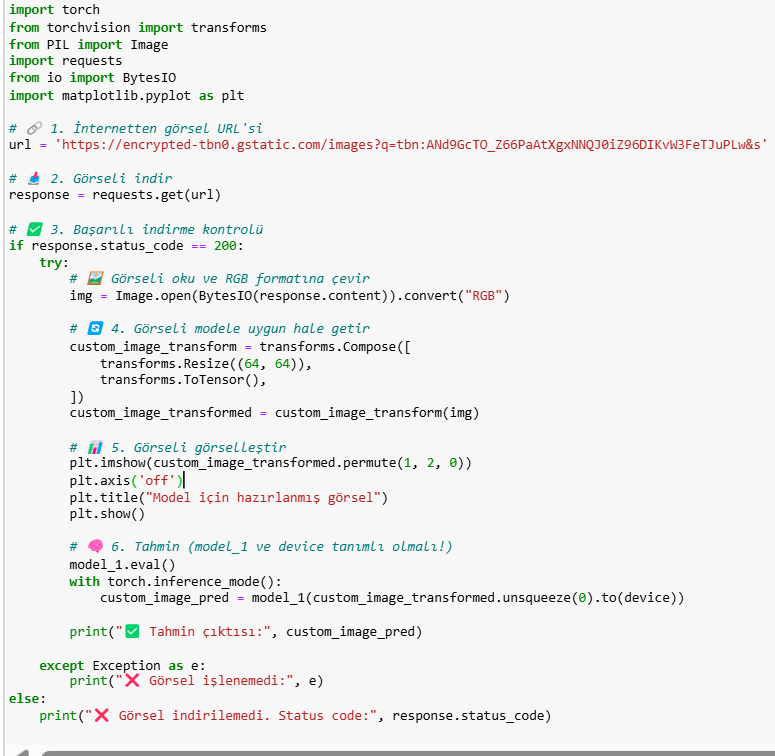 import torch
from torchvision import transforms
from PIL import Image
import requests
from io import BytesIO
import matplotlib.pyplot as plt

# 🔗 1. İnternetten görsel URL'si
url = 'https://encrypted-tbn0.gstatic.com/images?q=tbn:ANd9GcTO_Z66PaAtXgxNNQJ0iZ96DIKvW3FeTJuPLw&s'

# 📥 2. Görseli indir
response = requests.get(url)

# ✅ 3. Başarılı indirme kontrolü
if response.status_code == 200:
    try:
        # 🖼️ Görseli oku ve RGB formatına çevir
        img = Image.open(BytesIO(response.content)).convert("RGB")

        # 🔄 4. Görseli modele uygun hale getir
        custom_image_transform = transforms.Compose([
            transforms.Resize((64, 64)),
            transforms.ToTensor(),
        ])
        custom_image_transformed = custom_image_transform(img)

        # 📊 5. Görseli görselleştir
        plt.imshow(custom_image_transformed.permute(1, 2, 0))
        plt.axis('off')
        plt.title("Model için hazırlanmış görsel")
        plt.show()

        # 🧠 6. Tahmin (model_1 ve device tanımlı olmalı!)
        model_1.eval()
        with torch.inference_mode():
            custom_image_pred = model_1(custom_image_transformed.unsqueeze(0).to(device))

        print("✅ Tahmin çıktısı:", custom_image_pred)

    except Exception as e:
        print("❌ Görsel işlenemedi:", e)
else:
    print("❌ Görsel indirilemedi. Status code:", response.status_code)